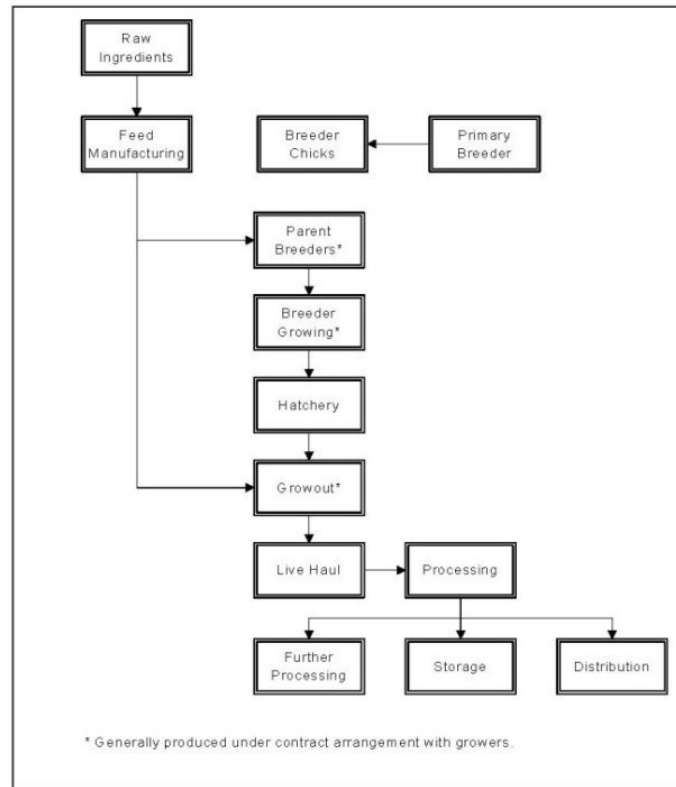 Raw
Ingredients
Feed
Manufacturing
Breeder
Chicks
Primary
Breeder
Parent
Breeders*
Breeder
Growing*
Hatchery
Growout*
Live Haul
Processing
Further
Processing
Storage
Distribution
* Generally produced under contract arrangement with growers.